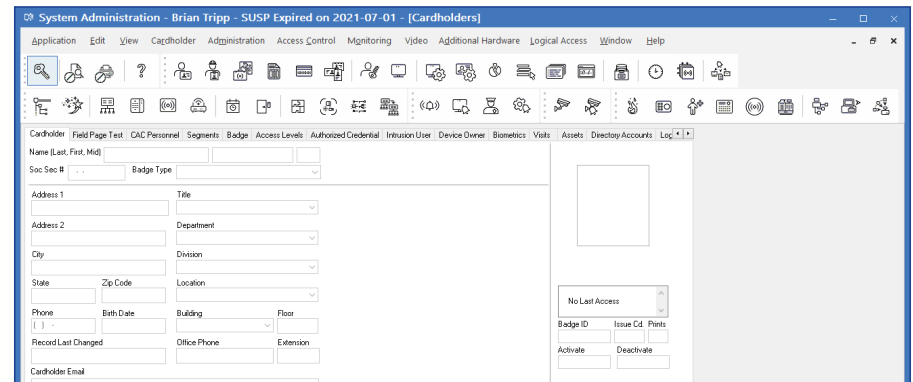 System Administration - Brian Tripp - SUSP Expired on 2021-07-01 - [Cardholders]
Application Edit View Cardholder Administration Access Control Monitoring Video Additional Hardware Logical Access Window Help
Cardholder Field Page Test CAC Personnel Segments Badge Access Levels Authorized Credential Intrusion User Device Owner Biometrics Visits Assets Directory Accounts Log
Name (Last, First, Mid)
Soc Sec # - - Badge Type
Address 1 Title
Address 2 Department
City Division
State Zip Code Location
No Last Access
Phone Birth Date Building Floor
( ) -
Badge ID Issue Cd. Prints
Record Last Changed Office Phone Extension
Activate Deactivate
Cardholder Email